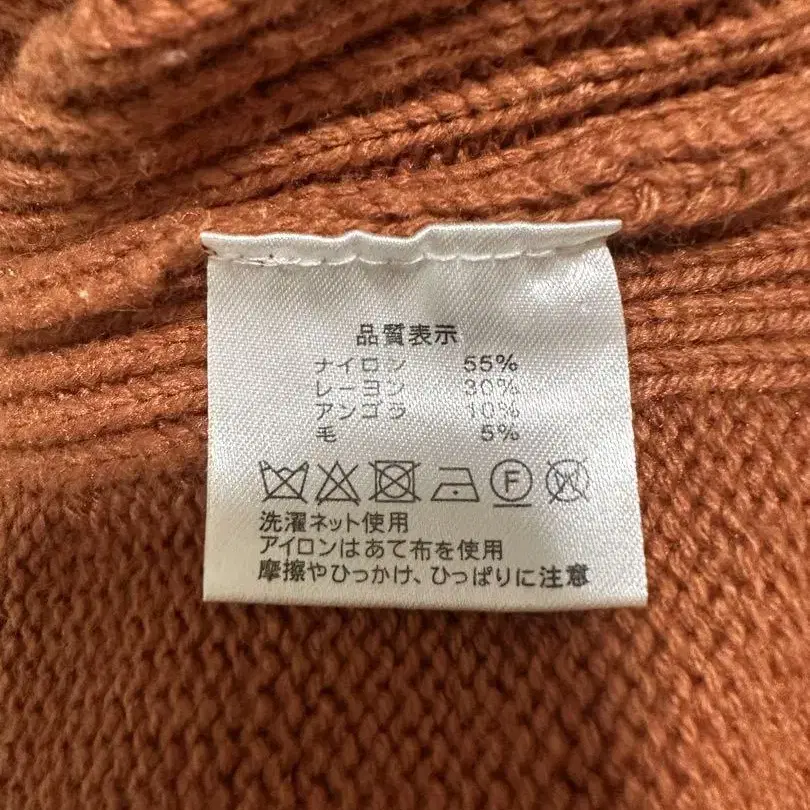 品質表示
ナイロン 55%
レーヨン 30%
アンゴラ 10%
毛 5%
F W
洗濯ネット使用
アイロンはあて布を使用
摩擦やひっかけ、ひっぱりに注意